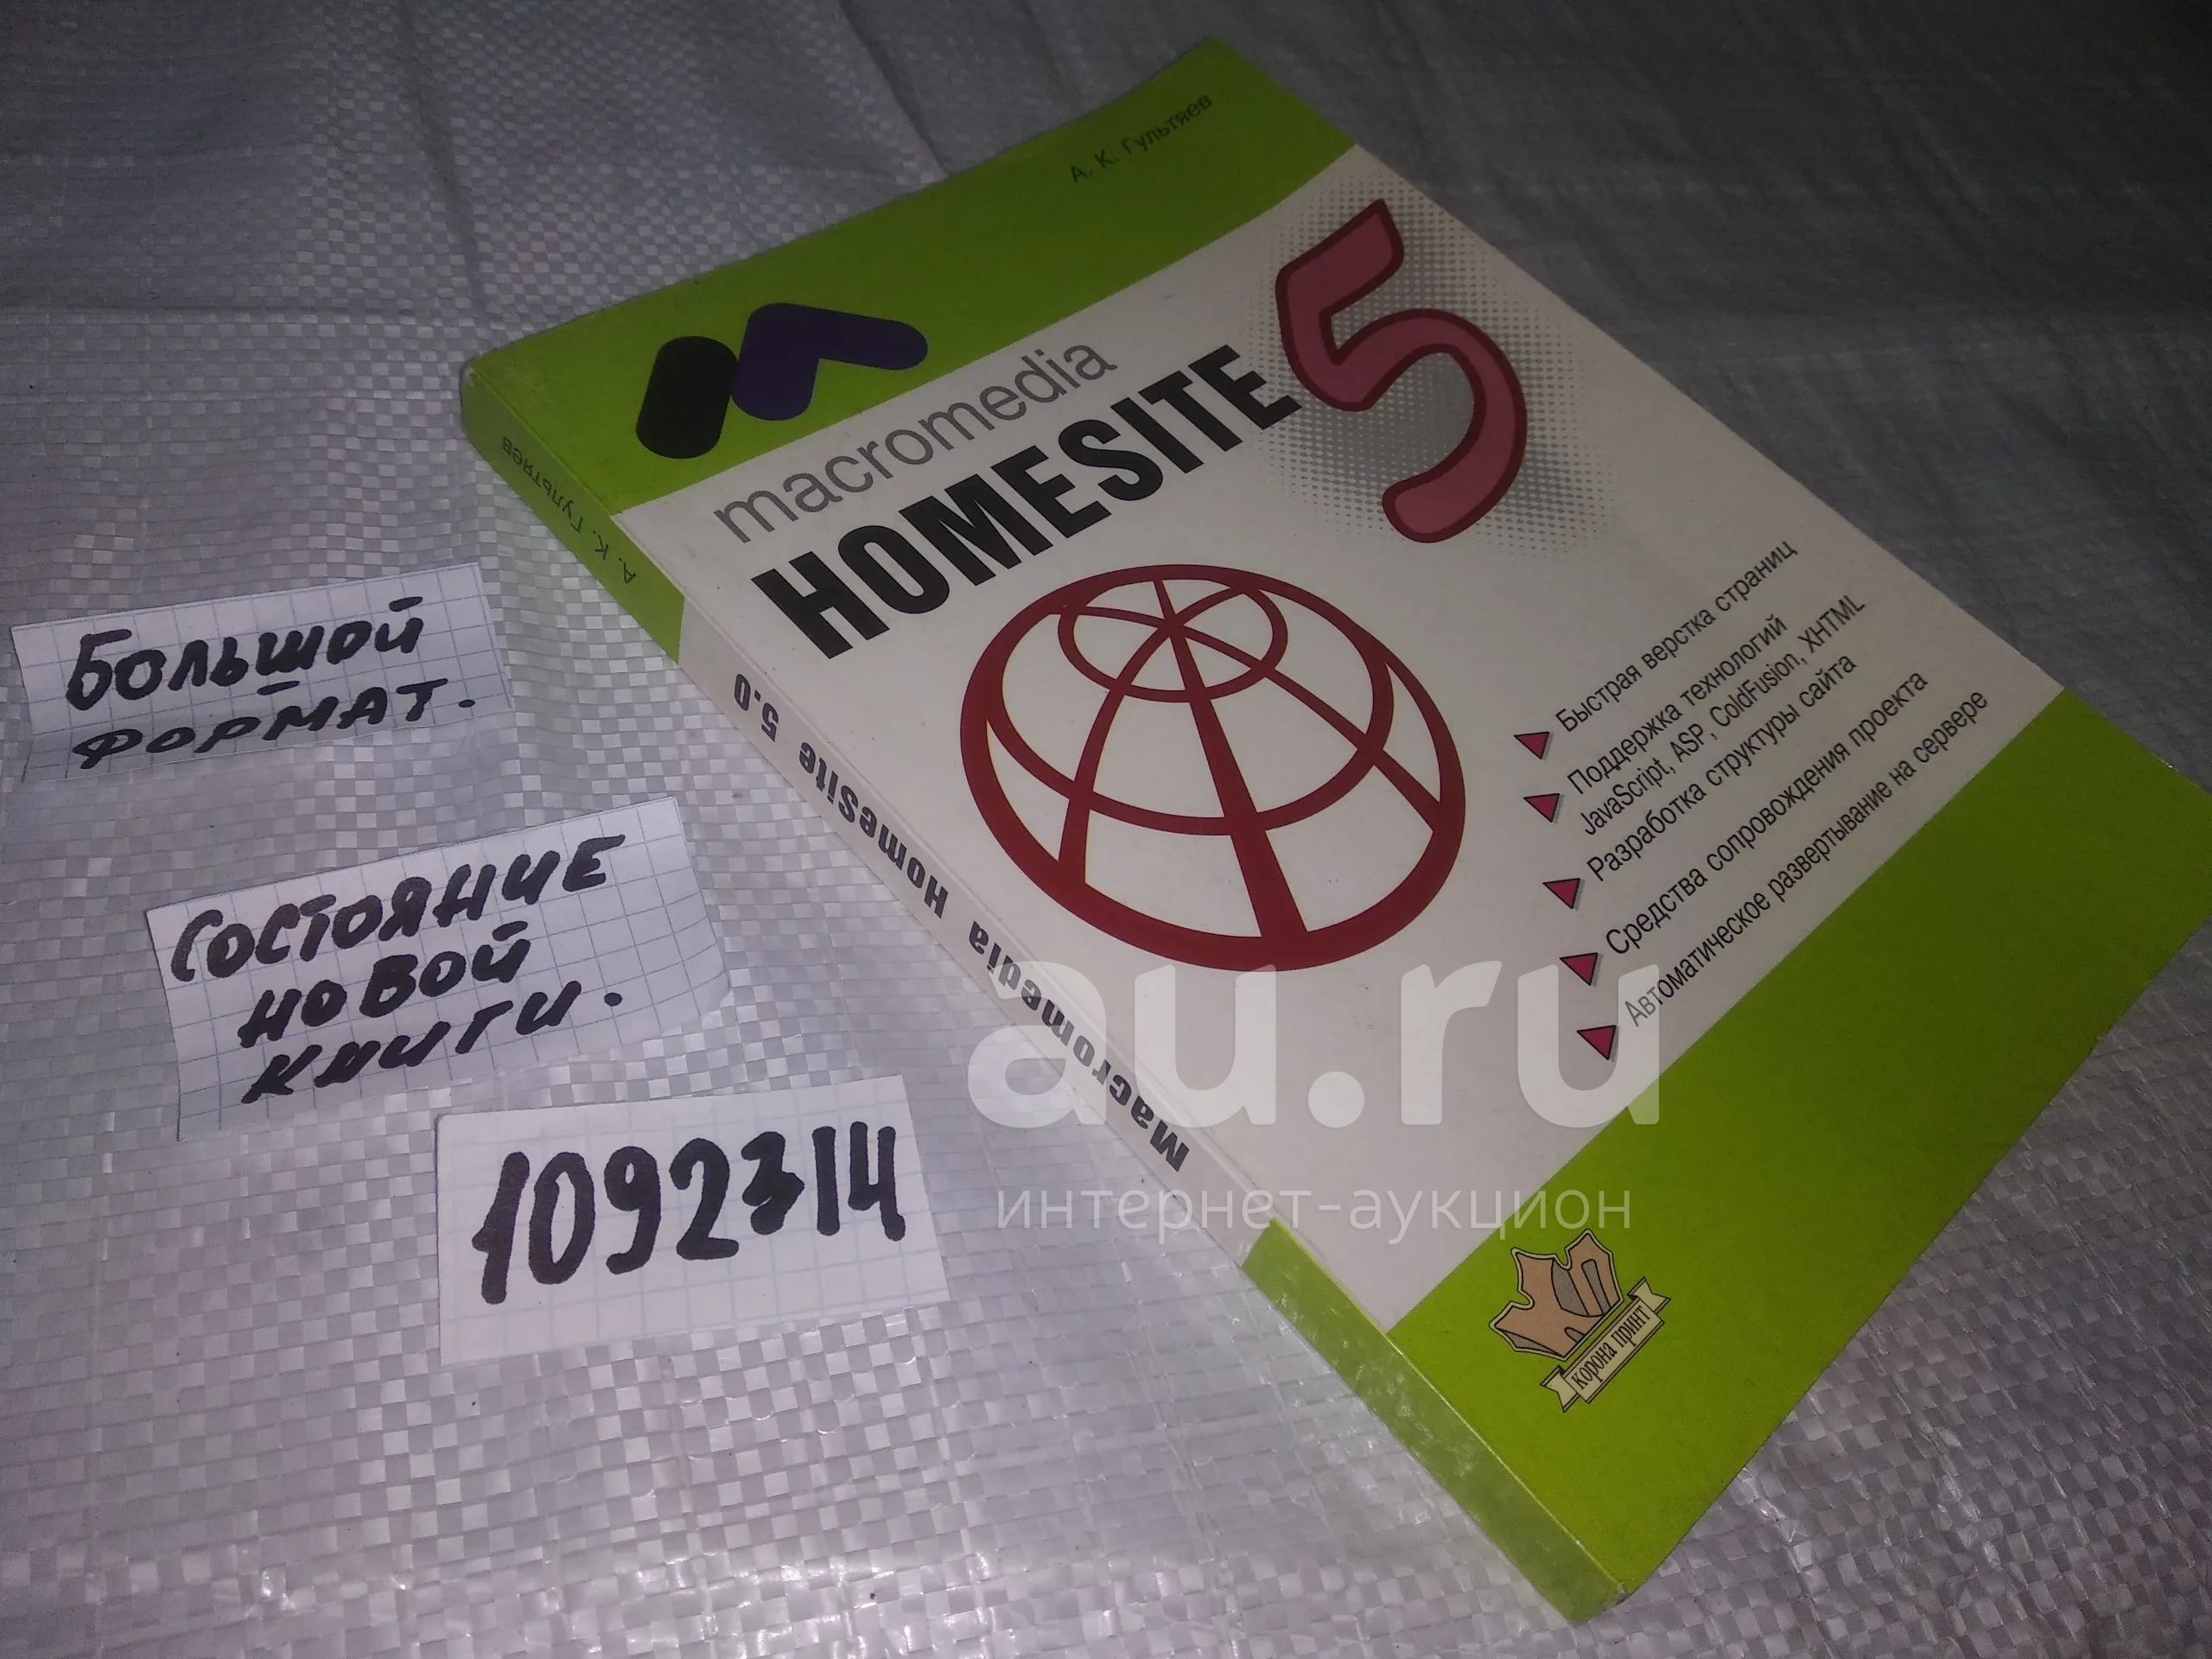 А. К. Гультяев
macromedia
HOMESITE 5
Быстрая верстка страниц
Поддержка технологий
JavaScript, ASP, ColdFusion, XHTML
Разработка структуры сайта
Средства сопровождения проекта
Автоматическое развертывание на сервере
корона принт
А. К. Гультяев
Macromedia HomeSite 5.0
БОЛЬШОЙ
ФОРМАТ.
СОСТОЯНИЕ
НОВОЙ
КНИГИ.
1092314
au.ru
интернет-аукцион